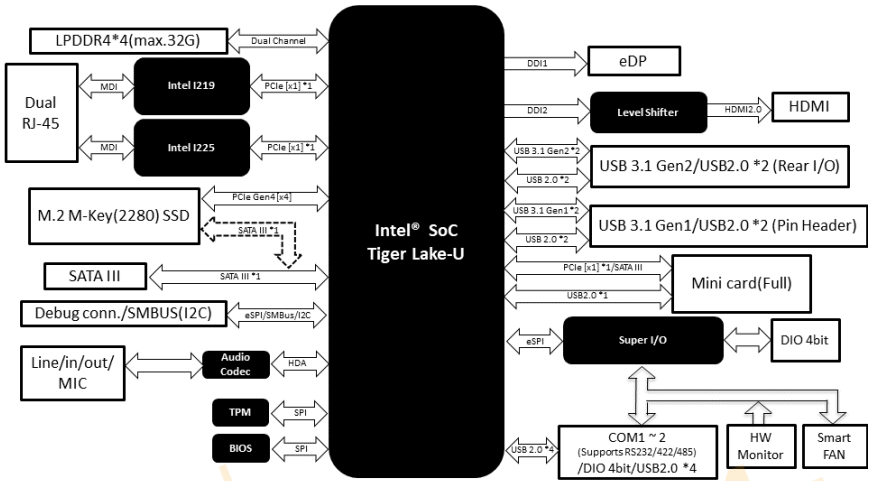 LPDDR4*4(max.32G)
Dual Channel
Dual
RJ-45
MDI
Intel I219
PCIe [x1] *1
MDI
Intel I225
PCIe [x1] *1
M.2 M-Key(2280) SSD
PCIe Gen4 [x4]
SATA III *1
SATA III
SATA III *1
Debug conn./SMBUS(I2C)
eSPI/SMBus/I2C
Line/in/out/
MIC
Audio
Codec
HDA
TPM
SPI
BIOS
SPI
Intel® SoC
Tiger Lake-U
DDI1
eDP
DDI2
Level Shifter
HDMI2.0
HDMI
USB 3.1 Gen2 *2
USB 2.0 *2
USB 3.1 Gen2/USB2.0 *2 (Rear I/O)
USB 3.1 Gen1*2
USB 2.0 *2
USB 3.1 Gen1/USB2.0 *2 (Pin Header)
PCIe [x1] *1/SATA III
USB2.0 *1
Mini card(Full)
eSPI
Super I/O
DIO 4bit
USB 2.0 *4
COM1 ~ 2
(Supports RS232/422/485)
/DIO 4bit/USB2.0 *4
HW
Monitor
Smart
FAN